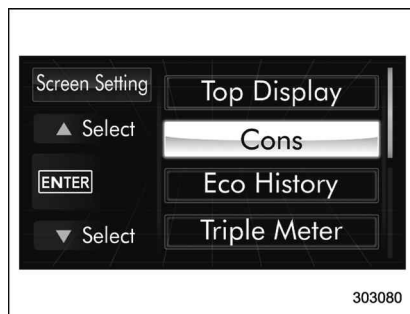 Screen Setting
▲ Select
ENTER
▼ Select
Top Display
Cons
Eco History
Triple Meter
303080